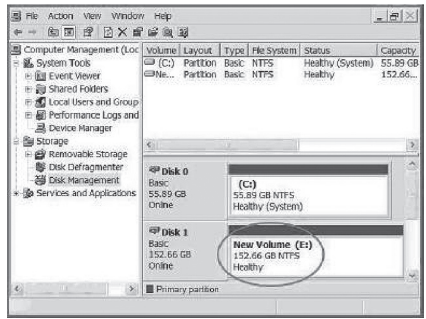 File Action View Window Help
Computer Management (Loc
System Tools
Event Viewer
Shared Folders
Local Users and Group
Performance Logs and
Device Manager
Storage
Removable Storage
Disk Defragmenter
Disk Management
Services and Applications
Volume Layout Type File System Status Capacity
(C:) Partition Basic NTFS Healthy (System) 55.89 GB
Ne... Partition Basic NTFS Healthy 152.66...
Disk 0
Basic
55.89 GB
Online
(C:)
55.89 GB NTFS
Healthy (System)
Disk 1
Basic
152.66 GB
Online
New Volume (E:)
152.66 GB NTFS
Healthy
Primary partition